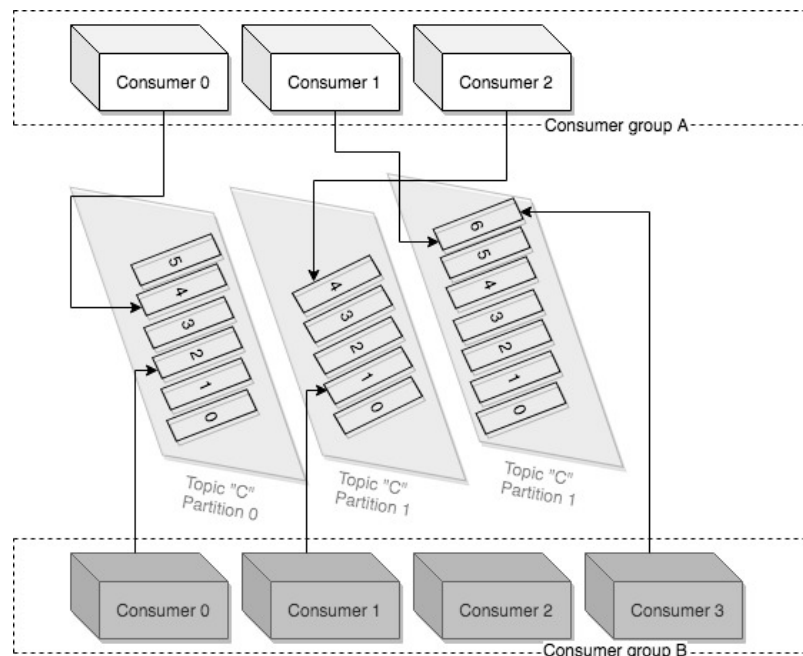 Consumer 0
Consumer 1
Consumer 2
Consumer group A
5
4
3
2
1
0
Topic "C"
Partition 0
4
3
2
1
0
Topic "C"
Partition 1
6
5
4
3
2
1
0
Topic "C"
Partition 1
Consumer 0
Consumer 1
Consumer 2
Consumer 3
Consumer group B